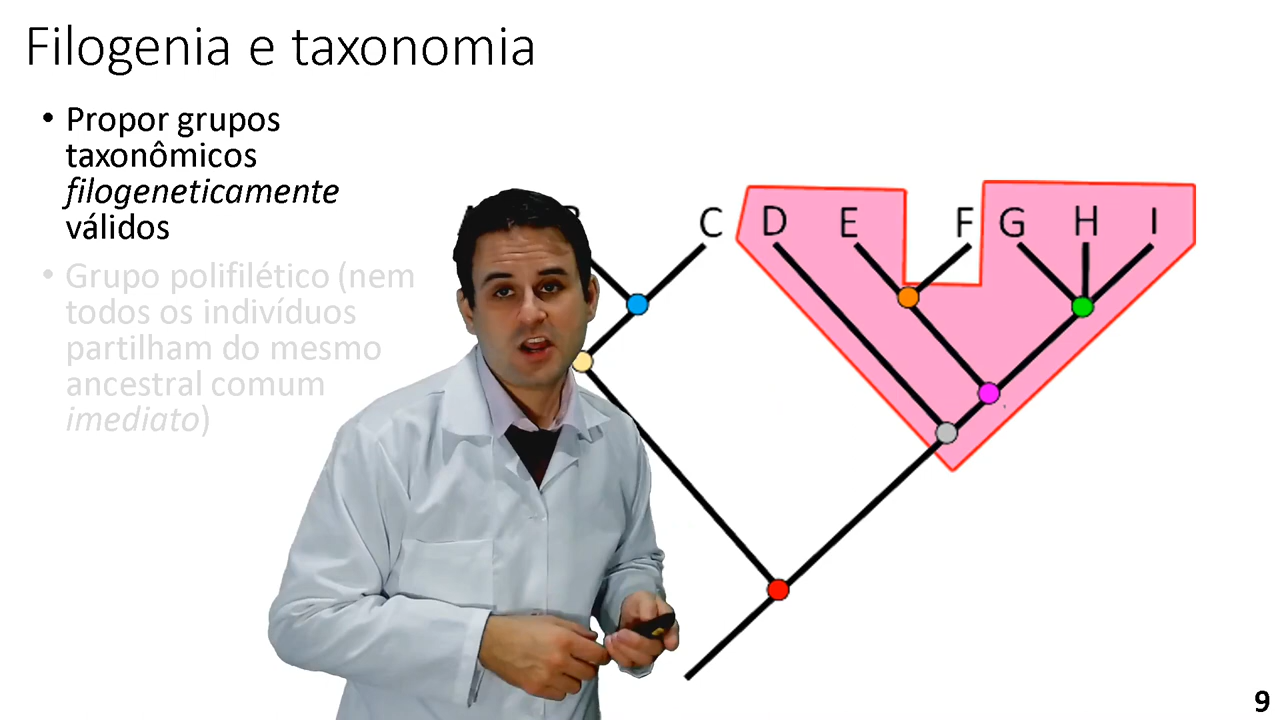 Filogenia e taxonomia
• Propor grupos
taxonômicos
filogeneticamente
válidos
• Grupo polifilético (nem
todos os indivíduos
partilham do mesmo
ancestral comum
imediato)
C D E F G H I
9